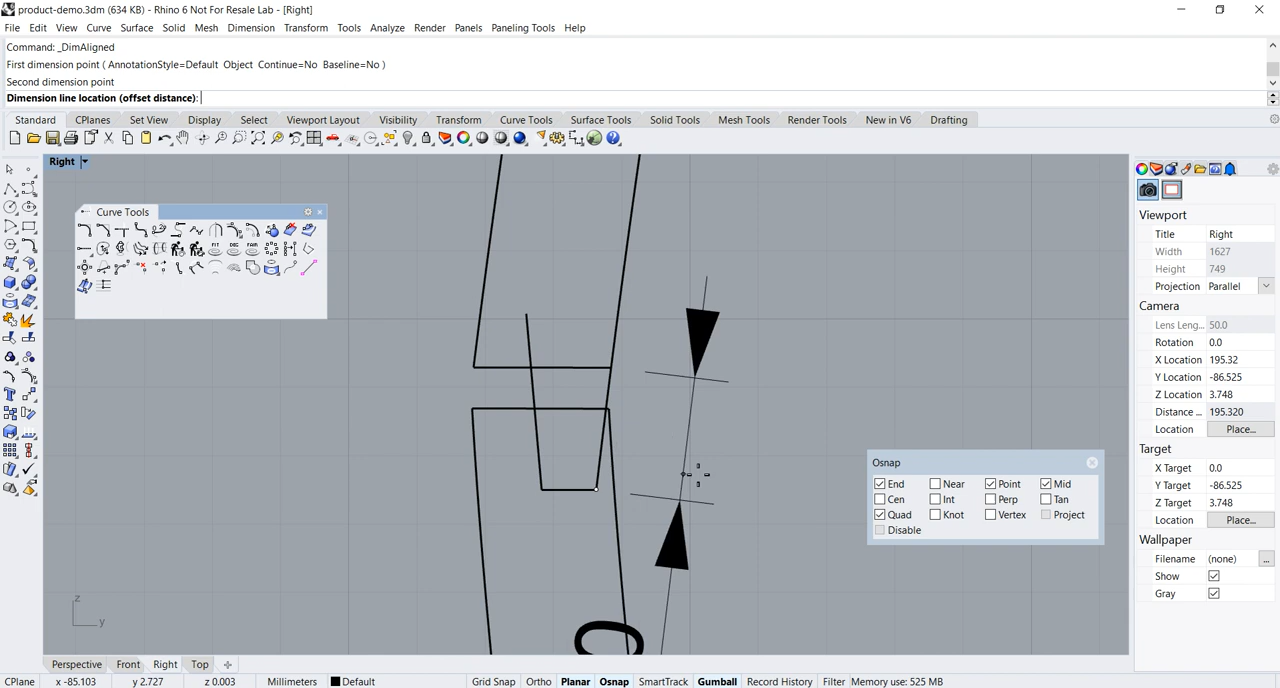 product-demo.3dm (634 KB) - Rhino 6 Not For Resale Lab - [Right]
File Edit View Curve Surface Solid Mesh Dimension Transform Tools Analyze Render Panels Paneling Tools Help
Command: _DimAligned
First dimension point ( AnnotationStyle=Default Object Continue=No Baseline=No )
Second dimension point
Dimension line location (offset distance):
Standard CPlanes Set View Display Select Viewport Layout Visibility Transform Curve Tools Surface Tools Solid Tools Mesh Tools Render Tools New in V6 Drafting
Right
Curve Tools
Viewport
Title Right
Width 1627
Height 749
Projection Parallel
Camera
Lens Leng... 50.0
Rotation 0.0
X Location 195.32
Y Location -86.525
Z Location 3.748
Distance ... 195.320
Location Place...
Target
X Target 0.0
Y Target -86.525
Z Target 3.748
Location Place...
Wallpaper
Filename (none) ...
Show
Gray
Osnap
End Near Point Mid
Cen Int Perp Tan
Quad Knot Vertex Project
Disable
0
z
y
Perspective Front Right Top
CPlane x -85.103 y 2.727 z 0.003 Millimeters Default Grid Snap Ortho Planar Osnap SmartTrack Gumball Record History Filter Memory use: 525 MB